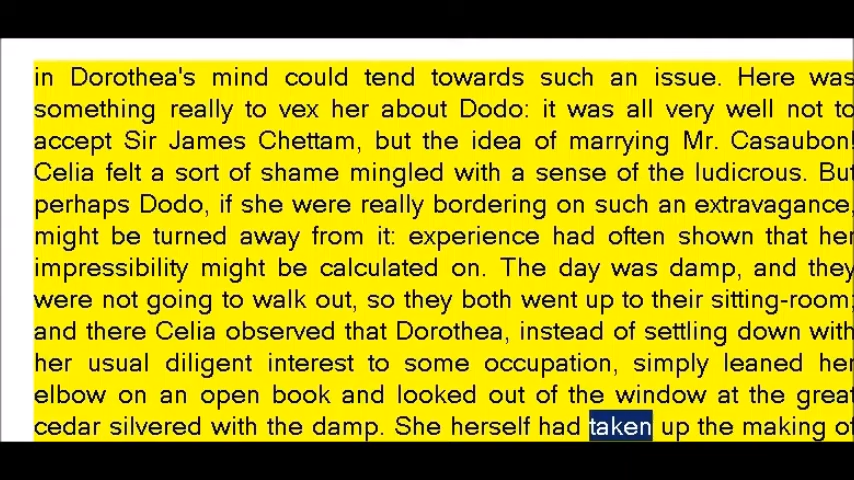 in Dorothea's mind could tend towards such an issue. Here was
something really to vex her about Dodo: it was all very well not to
accept Sir James Chettam, but the idea of marrying Mr. Casaubon!
Celia felt a sort of shame mingled with a sense of the ludicrous. But
perhaps Dodo, if she were really bordering on such an extravagance,
might be turned away from it: experience had often shown that her
impressibility might be calculated on. The day was damp, and they
were not going to walk out, so they both went up to their sitting-room;
and there Celia observed that Dorothea, instead of settling down with
her usual diligent interest to some occupation, simply leaned her
elbow on an open book and looked out of the window at the great
cedar silvered with the damp. She herself had taken up the making of